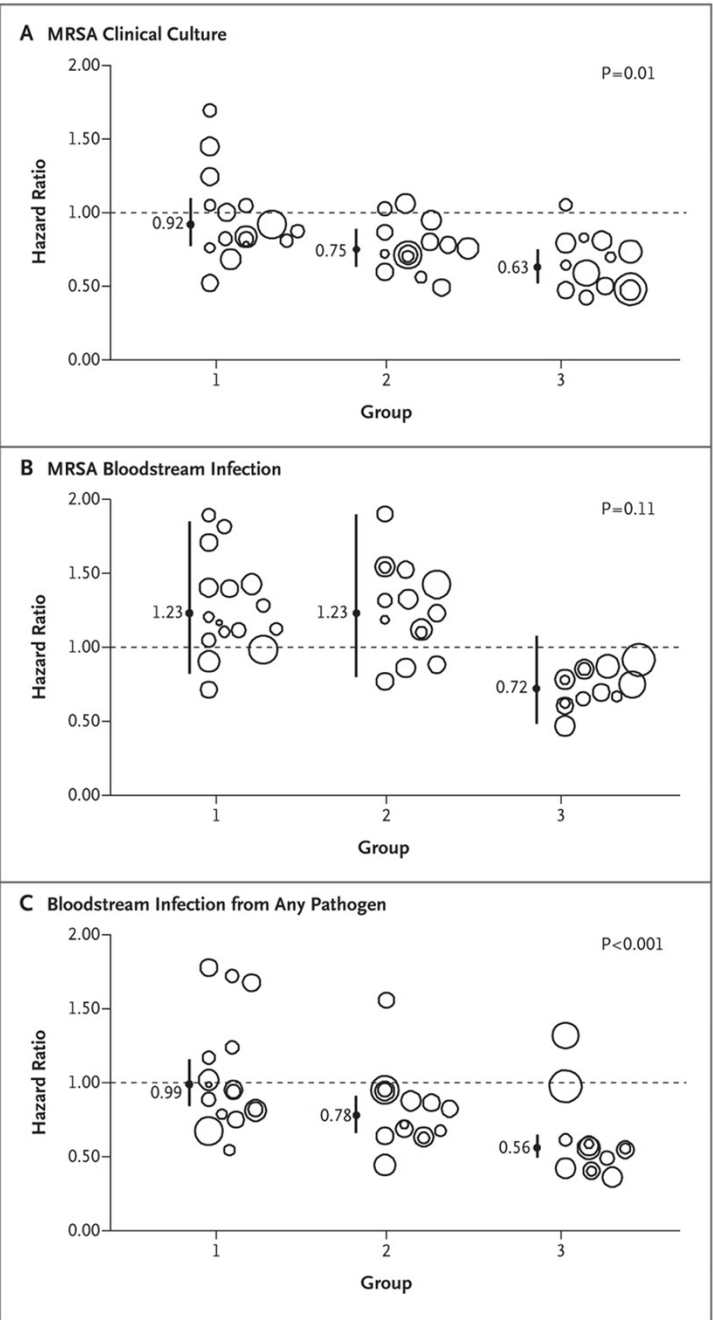 A MRSA Clinical Culture
2.00
P=0.01
1.50
1.00
0.92
0.75
0.63
0.50
0.00
Hazard Ratio
1 2 3
Group
B MRSA Bloodstream Infection
2.00
P=0.11
1.50
1.23
1.23
1.00
0.72
0.50
0.00
Hazard Ratio
1 2 3
Group
C Bloodstream Infection from Any Pathogen
2.00
P<0.001
1.50
1.00
0.99
0.78
0.56
0.50
0.00
Hazard Ratio
1 2 3
Group